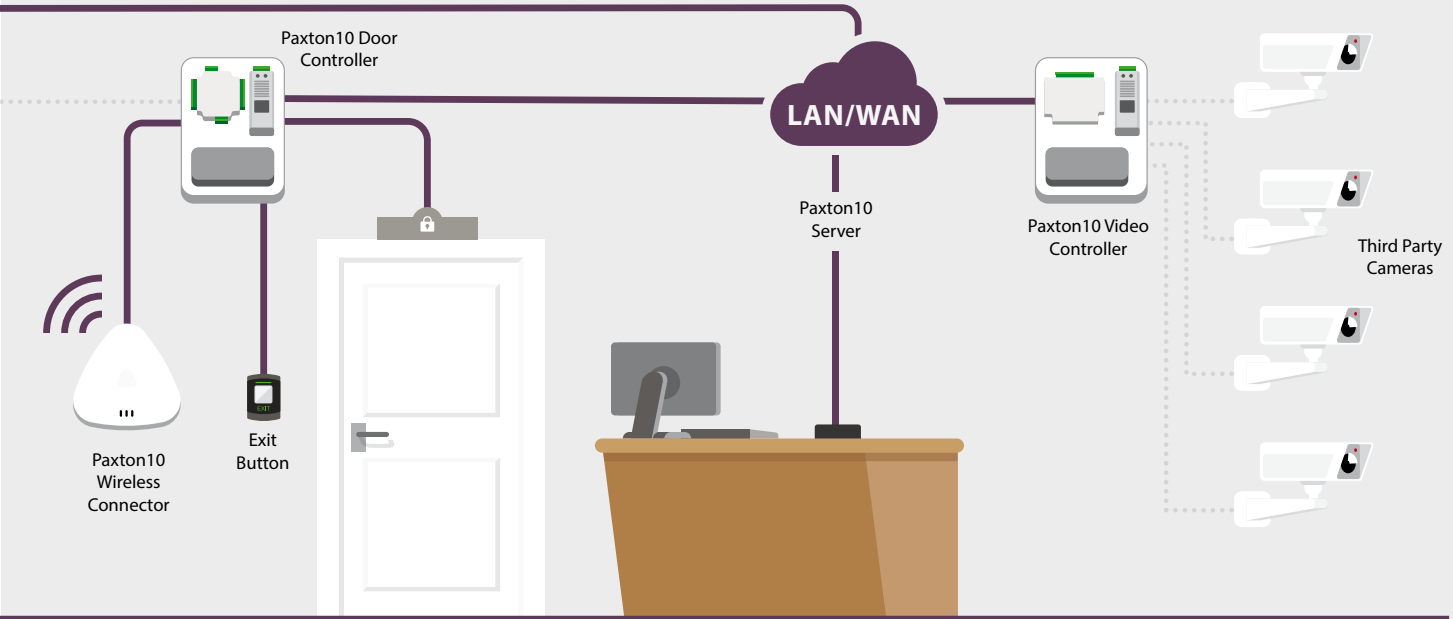 Paxton10 Door
Controller
LAN/WAN
Paxton10
Server
Paxton10 Video
Controller
Third Party
Cameras
EXIT
Exit
Button
Paxton10
Wireless
Connector